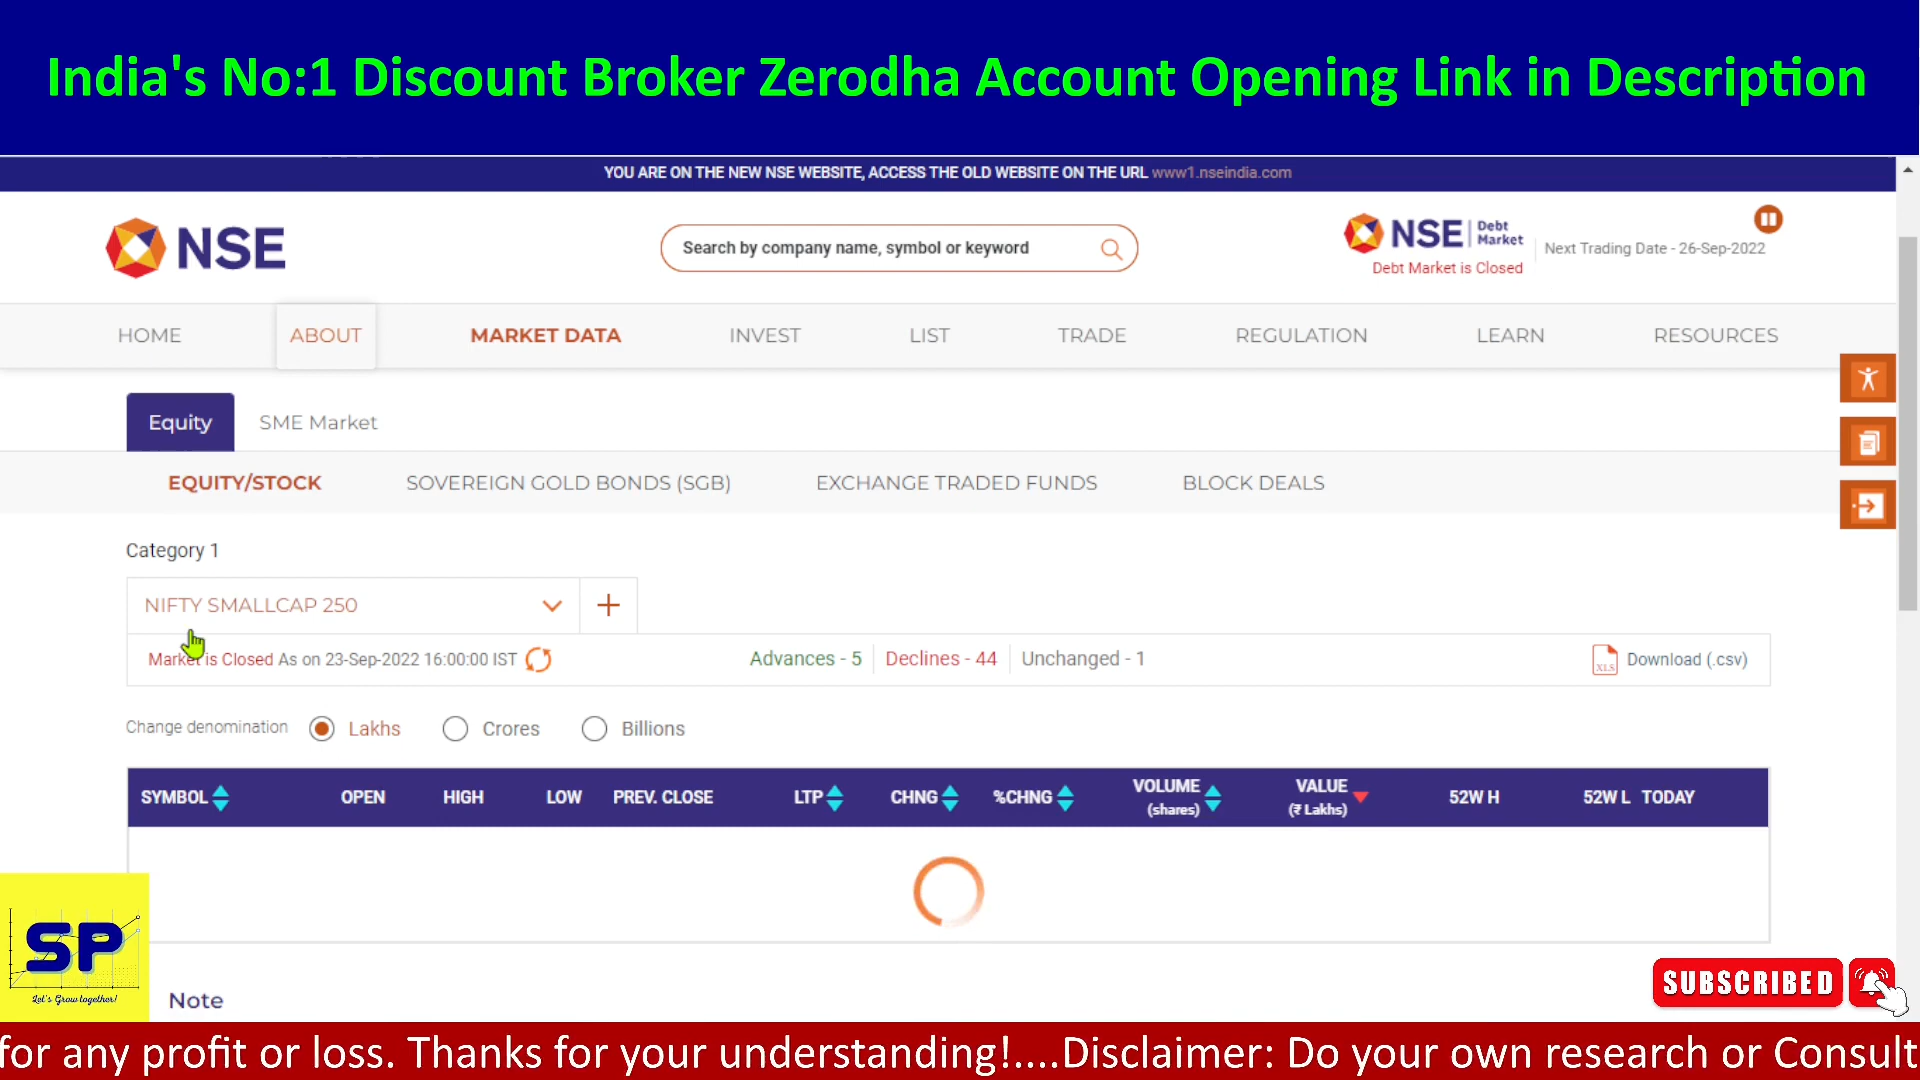 India's No:1 Discount Broker Zerodha Account Opening Link in Description
YOU ARE ON THE NEW NSE WEBSITE, ACCESS THE OLD WEBSITE ON THE URL www1.nseindia.com
NSE
Search by company name, symbol or keyword
NSE Debt Market
Debt Market is Closed
Next Trading Date - 26-Sep-2022
HOME ABOUT MARKET DATA INVEST LIST TRADE REGULATION LEARN RESOURCES
Equity SME Market
EQUITY/STOCK SOVEREIGN GOLD BONDS (SGB) EXCHANGE TRADED FUNDS BLOCK DEALS
Category 1
NIFTY SMALLCAP 250
Market is Closed As on 23-Sep-2022 16:00:00 IST Advances - 5 Declines - 44 Unchanged - 1 XLS Download (.csv)
Change denomination Lakhs Crores Billions
SYMBOL OPEN HIGH LOW PREV. CLOSE LTP CHNG %CHNG VOLUME (shares) VALUE (₹ Lakhs) 52W H 52W L TODAY
SP
Let's Grow together!
Note
SUBSCRIBED
for any profit or loss. Thanks for your understanding!....Disclaimer: Do your own research or Consult